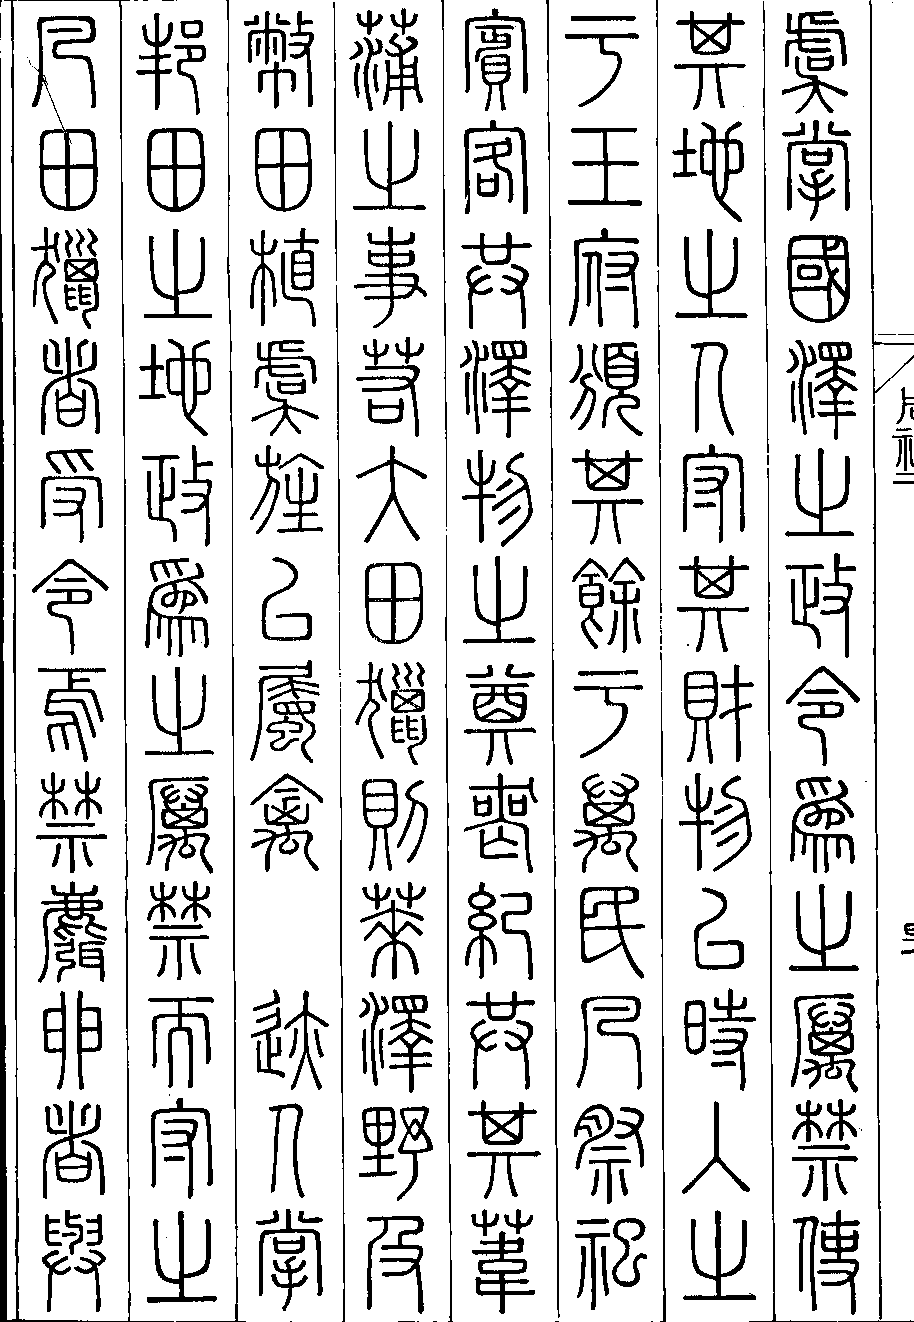 虞掌國澤之政令為之厲禁使
其地之人守其財物以時入之
于玉府頒其餘于萬民凡祭祀
賓客共澤物之奠喪紀共其葦
蒲之事若大田獵則萊澤野及
幣田植虞旌以屬禽 迹人掌
邦田之地政為之厲禁而守之
凡田獵者受令焉禁麛卵者與